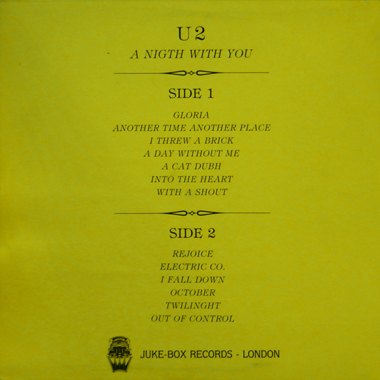 U2
A NIGTH WITH YOU
SIDE 1
GLORIA
ANOTHER TIME ANOTHER PLACE
I THREW A BRICK
A DAY WITHOUT ME
A CAT DUBH
INTO THE HEART
WITH A SHOUT
SIDE 2
REJOICE
ELECTRIC CO.
I FALL DOWN
OCTOBER
TWILINGHT
OUT OF CONTROL
JUKE-BOX RECORDS - LONDON